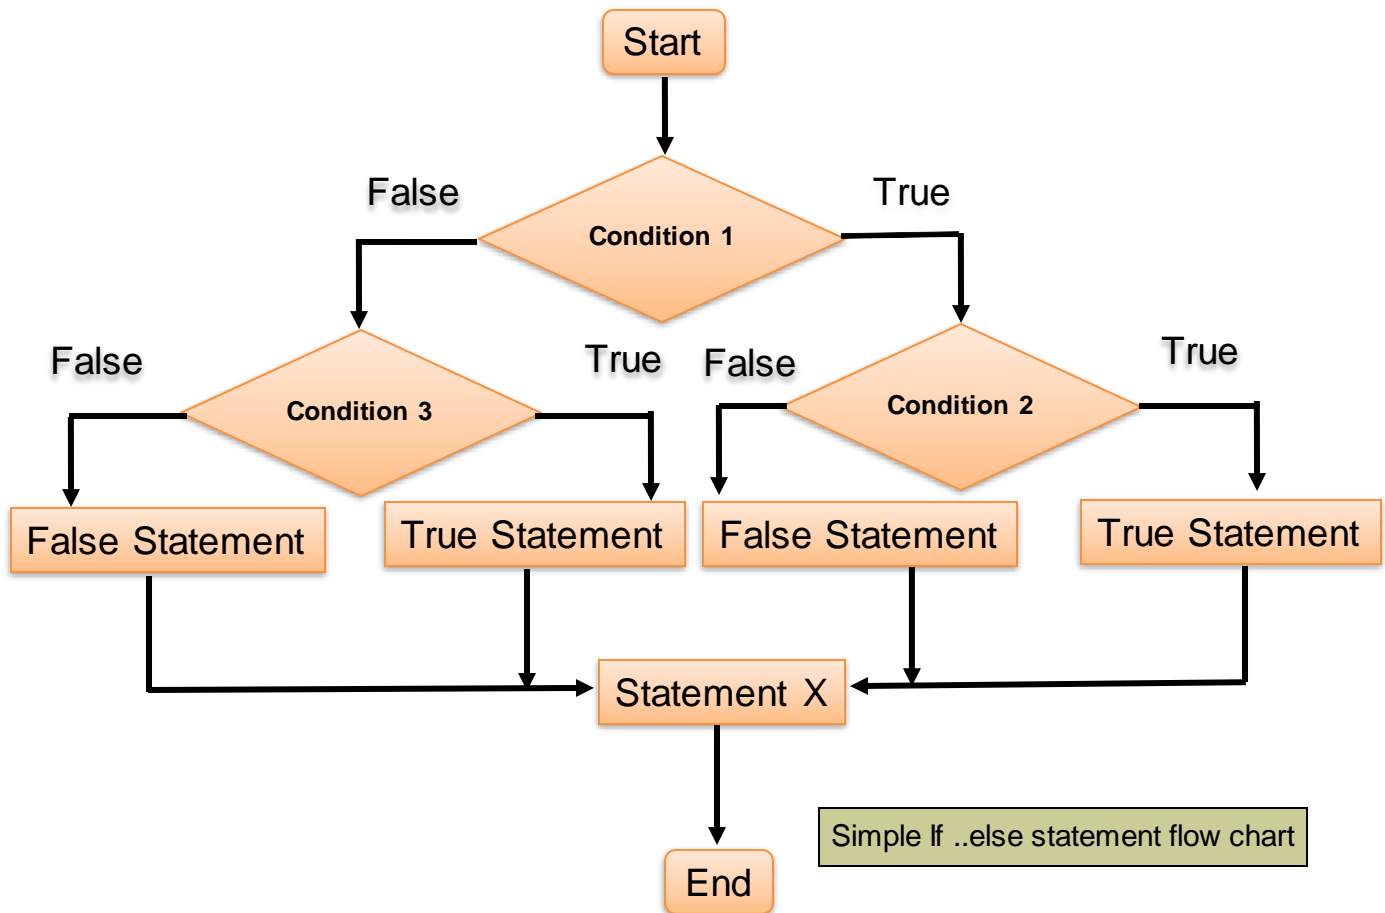 Start
False
True
Condition 1
False
True
False
True
Condition 3
Condition 2
False Statement
True Statement
False Statement
True Statement
Statement X
Simple If ..else statement flow chart
End